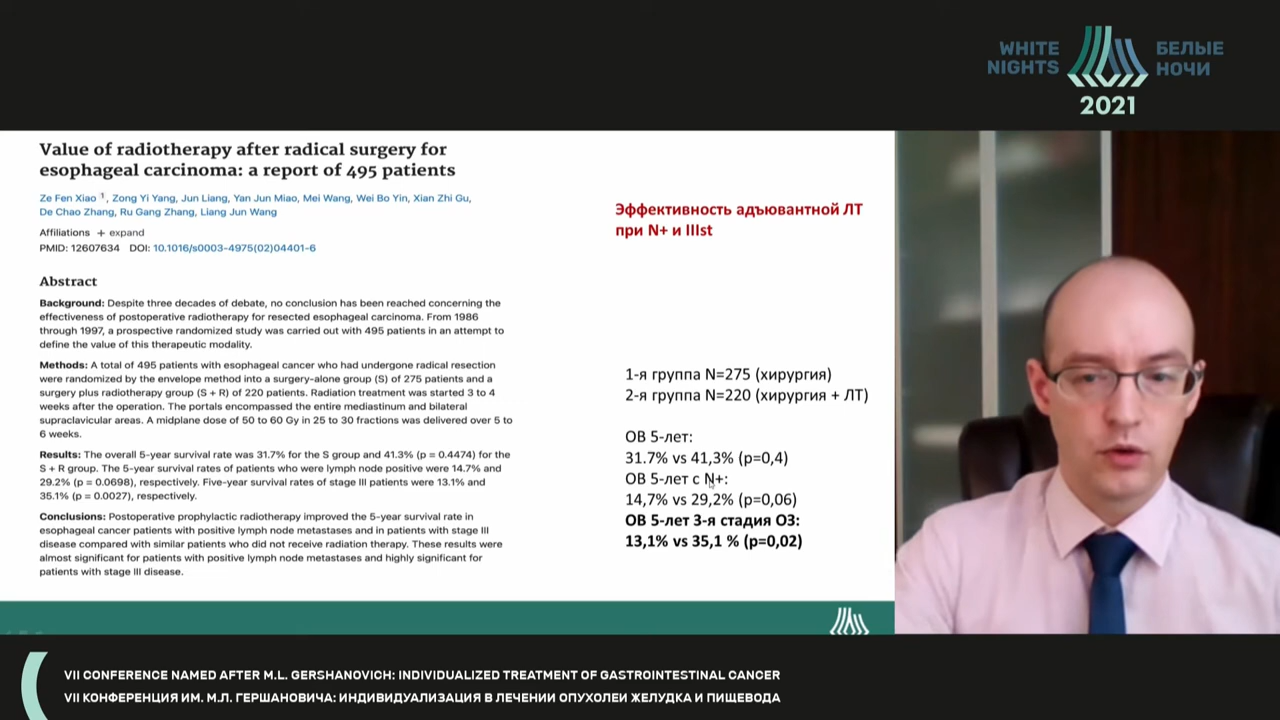 WHITE
NIGHTS
БЕЛЫЕ
НОЧИ
2021
Value of radiotherapy after radical surgery for
esophageal carcinoma: a report of 495 patients
Ze Fen Xiao 1, Zong Yi Yang, Jun Liang, Yan Jun Miao, Mei Wang, Wei Bo Yin, Xian Zhi Gu,
De Chao Zhang, Ru Gang Zhang, Liang Jun Wang
Affiliations + expand
PMID: 12607634 DOI: 10.1016/s0003-4975(02)04401-6
Abstract
Background: Despite three decades of debate, no conclusion has been reached concerning the
effectiveness of postoperative radiotherapy for resected esophageal carcinoma. From 1986
through 1997, a prospective randomized study was carried out with 495 patients in an attempt to
define the value of this therapeutic modality.
Methods: A total of 495 patients with esophageal cancer who had undergone radical resection
were randomized by the envelope method into a surgery-alone group (S) of 275 patients and a
surgery plus radiotherapy group (S + R) of 220 patients. Radiation treatment was started 3 to 4
weeks after the operation. The portals encompassed the entire mediastinum and bilateral
supraclavicular areas. A midplane dose of 50 to 60 Gy in 25 to 30 fractions was delivered over 5 to
6 weeks.
Results: The overall 5-year survival rate was 31.7% for the S group and 41.3% (p = 0.4474) for the
S + R group. The 5-year survival rates of patients who were lymph node positive were 14.7% and
29.2% (p = 0.0698), respectively. Five-year survival rates of stage III patients were 13.1% and
35.1% (p = 0.0027), respectively.
Conclusions: Postoperative prophylactic radiotherapy improved the 5-year survival rate in
esophageal cancer patients with positive lymph node metastases and in patients with stage III
disease compared with similar patients who did not receive radiation therapy. These results were
almost significant for patients with positive lymph node metastases and highly significant for
patients with stage III disease.
Эффективность адъювантной ЛТ
при N+ и IIIst
1-я группа N=275 (хирургия)
2-я группа N=220 (хирургия + ЛТ)
ОВ 5-лет:
31.7% vs 41,3% (p=0,4)
ОВ 5-лет с N+:
14,7% vs 29,2% (p=0,06)
ОВ 5-лет 3-я стадия ОЗ:
13,1% vs 35,1 % (p=0,02)
VII CONFERENCE NAMED AFTER M.L. GERSHANOVICH: INDIVIDUALIZED TREATMENT OF GASTROINTESTINAL CANCER
VII КОНФЕРЕНЦИЯ ИМ. М.Л. ГЕРШАНОВИЧА: ИНДИВИДУАЛИЗАЦИЯ В ЛЕЧЕНИИ ОПУХОЛЕЙ ЖЕЛУДКА И ПИЩЕВОДА